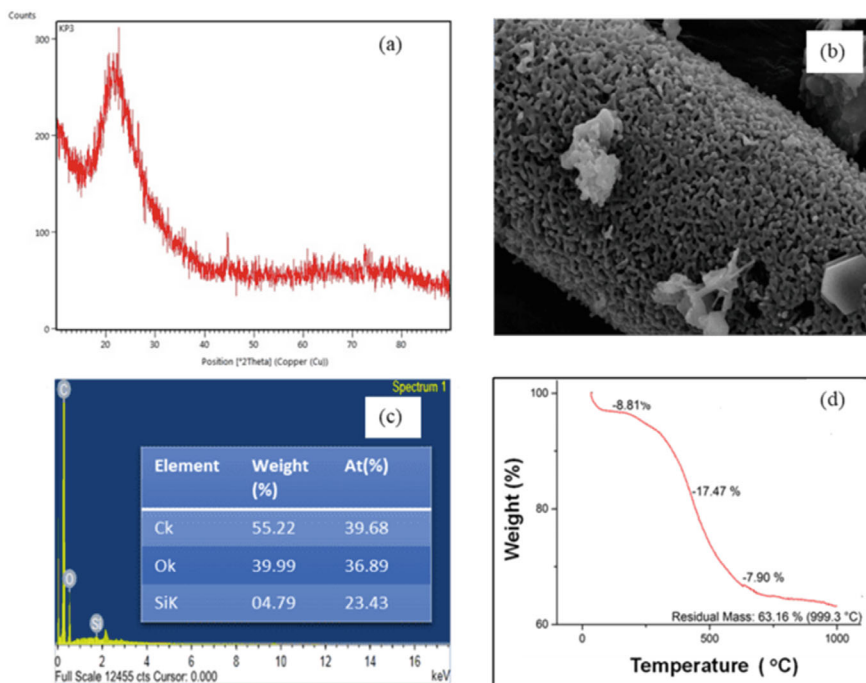 Counts
KP3
(a)
300
200
100
0
20
30
40
50
60
70
80
Position [°2Theta] (Copper (Cu))
(b)
Spectrum 1
(c)
C
O
Si
Element Weight (%) At(%)
Ck 55.22 39.68
Ok 39.99 36.89
SiK 04.79 23.43
0 2 4 6 8 10 12 14 16
Full Scale 12455 cts Cursor: 0.000 keV
(d)
100
80
60
Weight (%)
-8.81%
-17.47 %
-7.90 %
Residual Mass: 63.16 % (999.3 °C)
0 500 1000
Temperature ( °C)